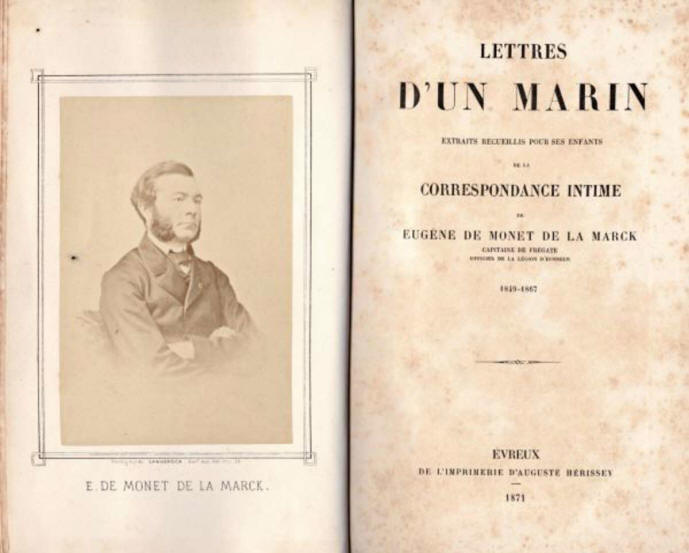 E. DE MONET DE LA MARCK.
LETTRES
D'UN MARIN
EXTRAITS RECUEILLIS POUR SES ENFANTS
DE LA
CORRESPONDANCE INTIME
DE
EUGÈNE DE MONET DE LA MARCK
CAPITAINE DE FRÉGATE
OFFICIER DE LA LÉGION D'HONNEUR
1849-1867
ÉVREUX
DE L'IMPRIMERIE D'AUGUSTE HÉRISSEY
1871